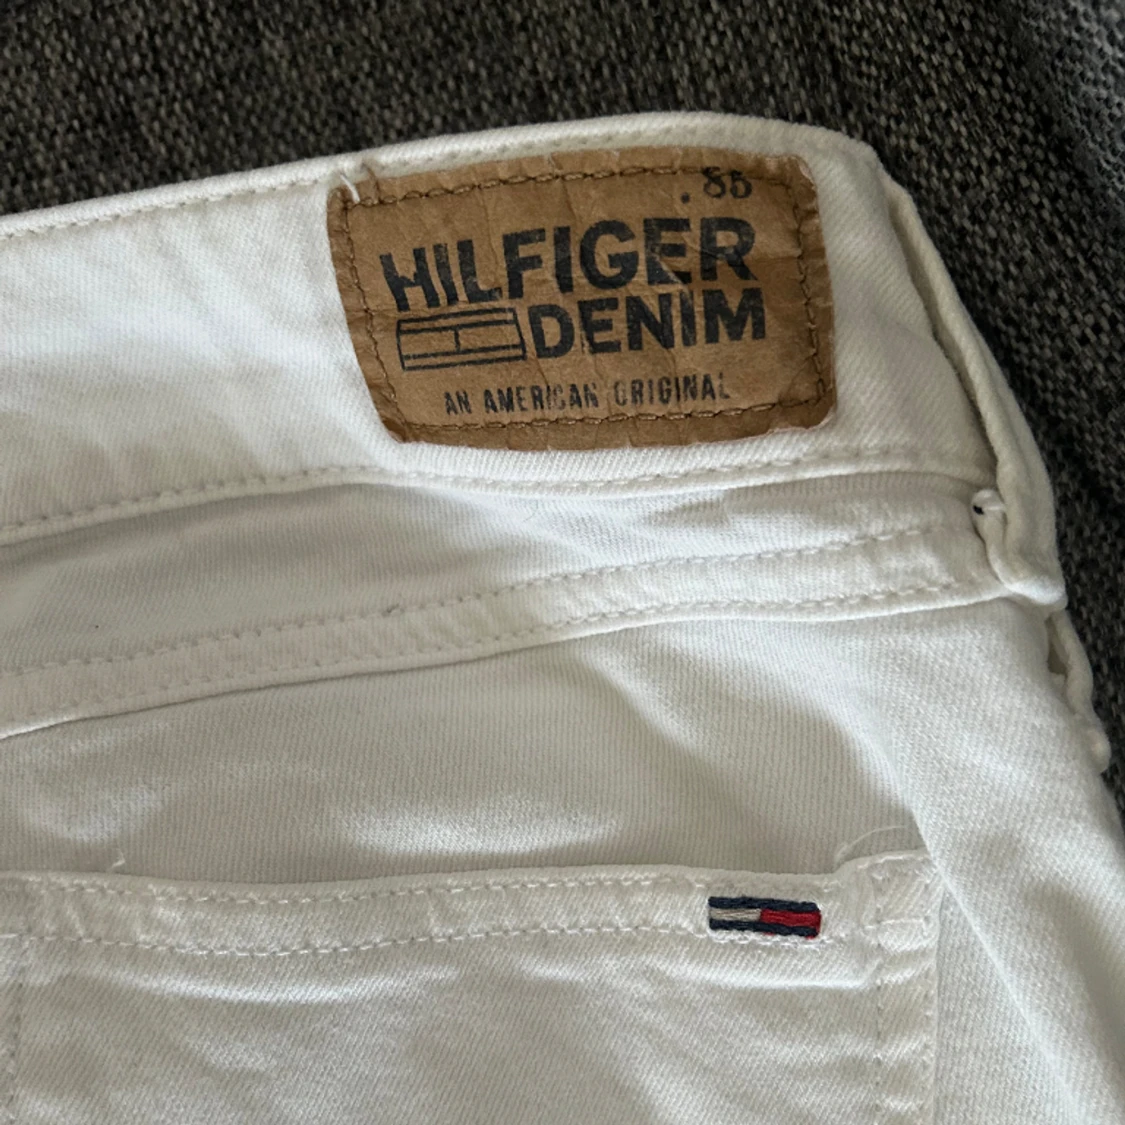 .85
HILFIGER
DENIM
AN AMERICAN ORIGINAL